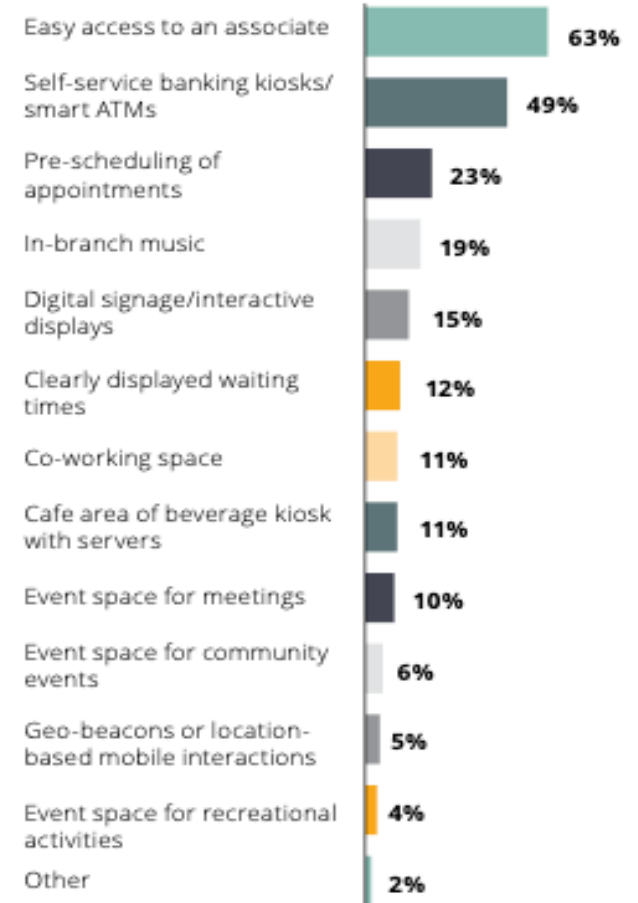 Easy access to an associate
63%
Self-service banking kiosks/
smart ATMs
49%
Pre-scheduling of
appointments
23%
In-branch music
19%
Digital signage/interactive
displays
15%
Clearly displayed waiting
times
12%
Co-working space
11%
Cafe area of beverage kiosk
with servers
11%
Event space for meetings
10%
Event space for community
events
6%
Geo-beacons or location-
based mobile interactions
5%
Event space for recreational
activities
4%
Other
2%